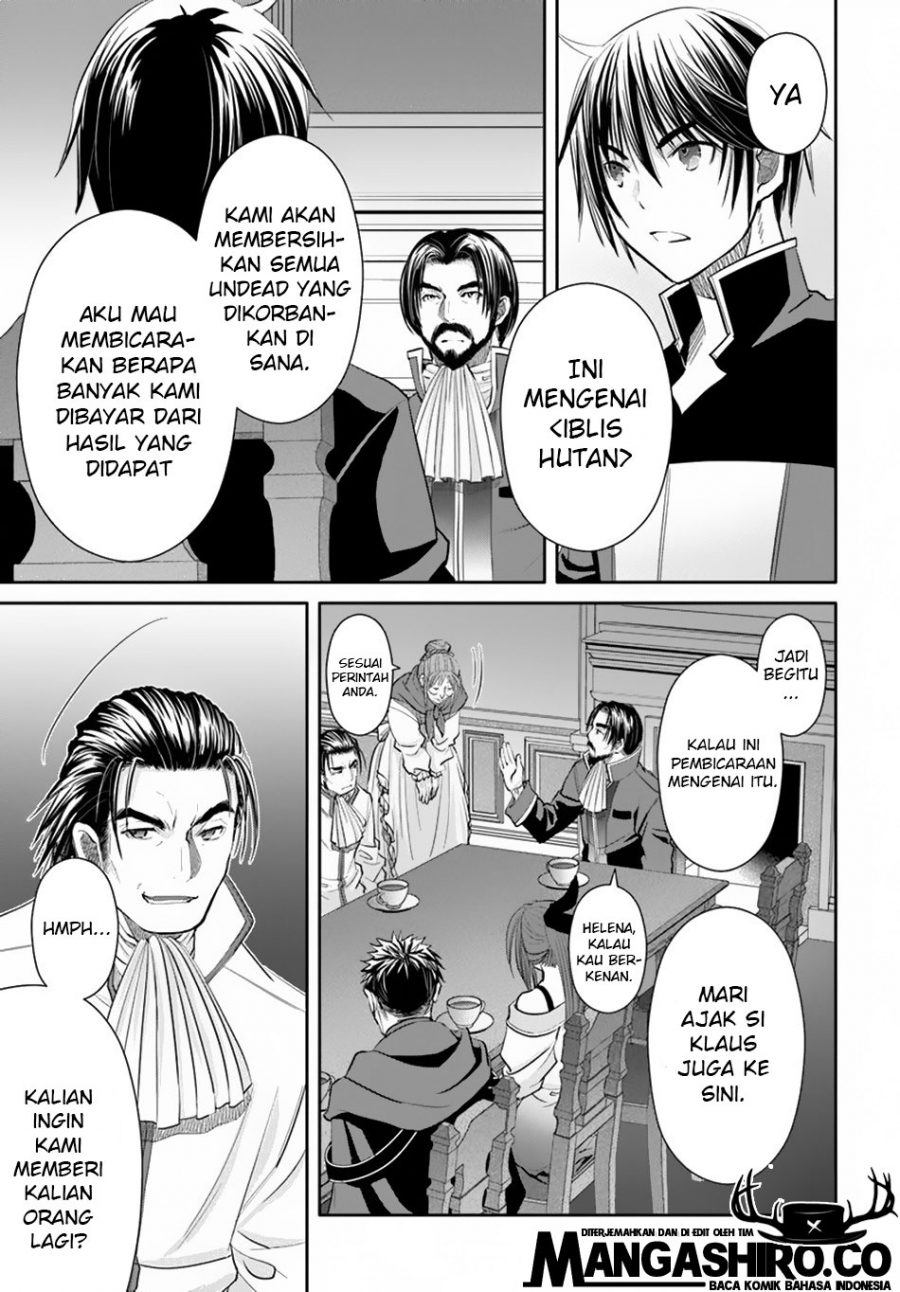 YA
INI
MENGENAI
<IBLIS
HUTAN>
KAMI AKAN
MEMBERSIH-
KAN SEMUA
UNDEAD YANG
DIKORBAN-
KAN DI
SANA.
AKU MAU
MEMBICARA-
KAN BERAPA
BANYAK KAMI
DIBAYAR DARI
HASIL YANG
DIDAPAT
JADI
BEGITU
...
KALAU INI
PEMBICARAAN
MENGENAI ITU.
MARI
AJAK SI
KLAUS
JUGA KE
SINI.
HELENA,
KALAU
KAU BER-
KENAN.
SESUAI
PERINTAH
ANDA.
HMPH...
KALIAN
INGIN
KAMI
MEMBERI
KALIAN
ORANG
LAGI?
DITERJEMAHKAN DAN DI EDIT OLEH TIM
MANGASHIRO.CO
BACA KOMIK BAHASA INDONESIA